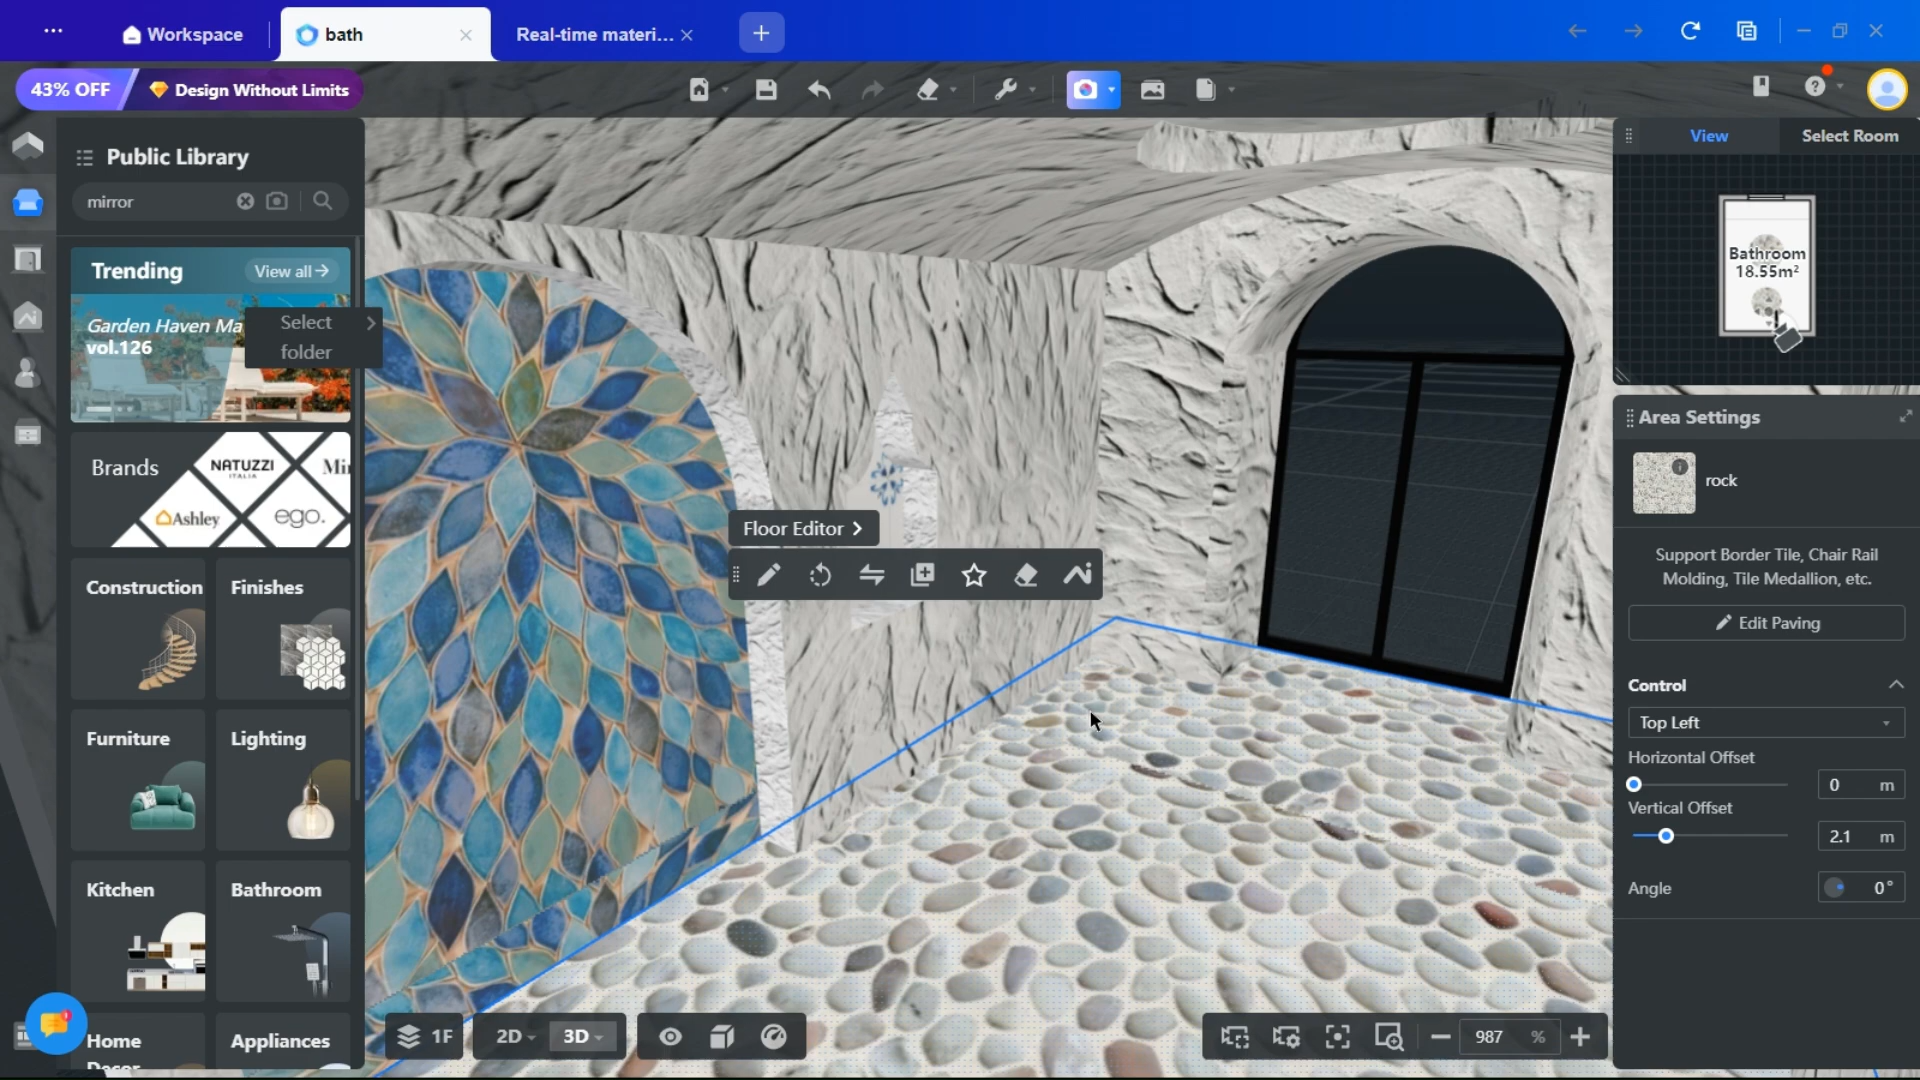 Workspace
bath
Real-time materi...
43% OFF
Design Without Limits
Public Library
mirror
Trending
View all
Garden Haven Ma
vol.126
Select
folder
Brands
NATUZZI
ITALIA
Mi
Ashley
ego.
Construction
Finishes
Furniture
Lighting
Kitchen
Bathroom
Home
Decor
Appliances
Floor Editor
1F
2D
3D
987 %
View
Select Room
Bathroom
18.55m²
Area Settings
rock
Support Border Tile, Chair Rail
Molding, Tile Medallion, etc.
Edit Paving
Control
Top Left
Horizontal Offset
0 m
Vertical Offset
2.1 m
Angle
0°